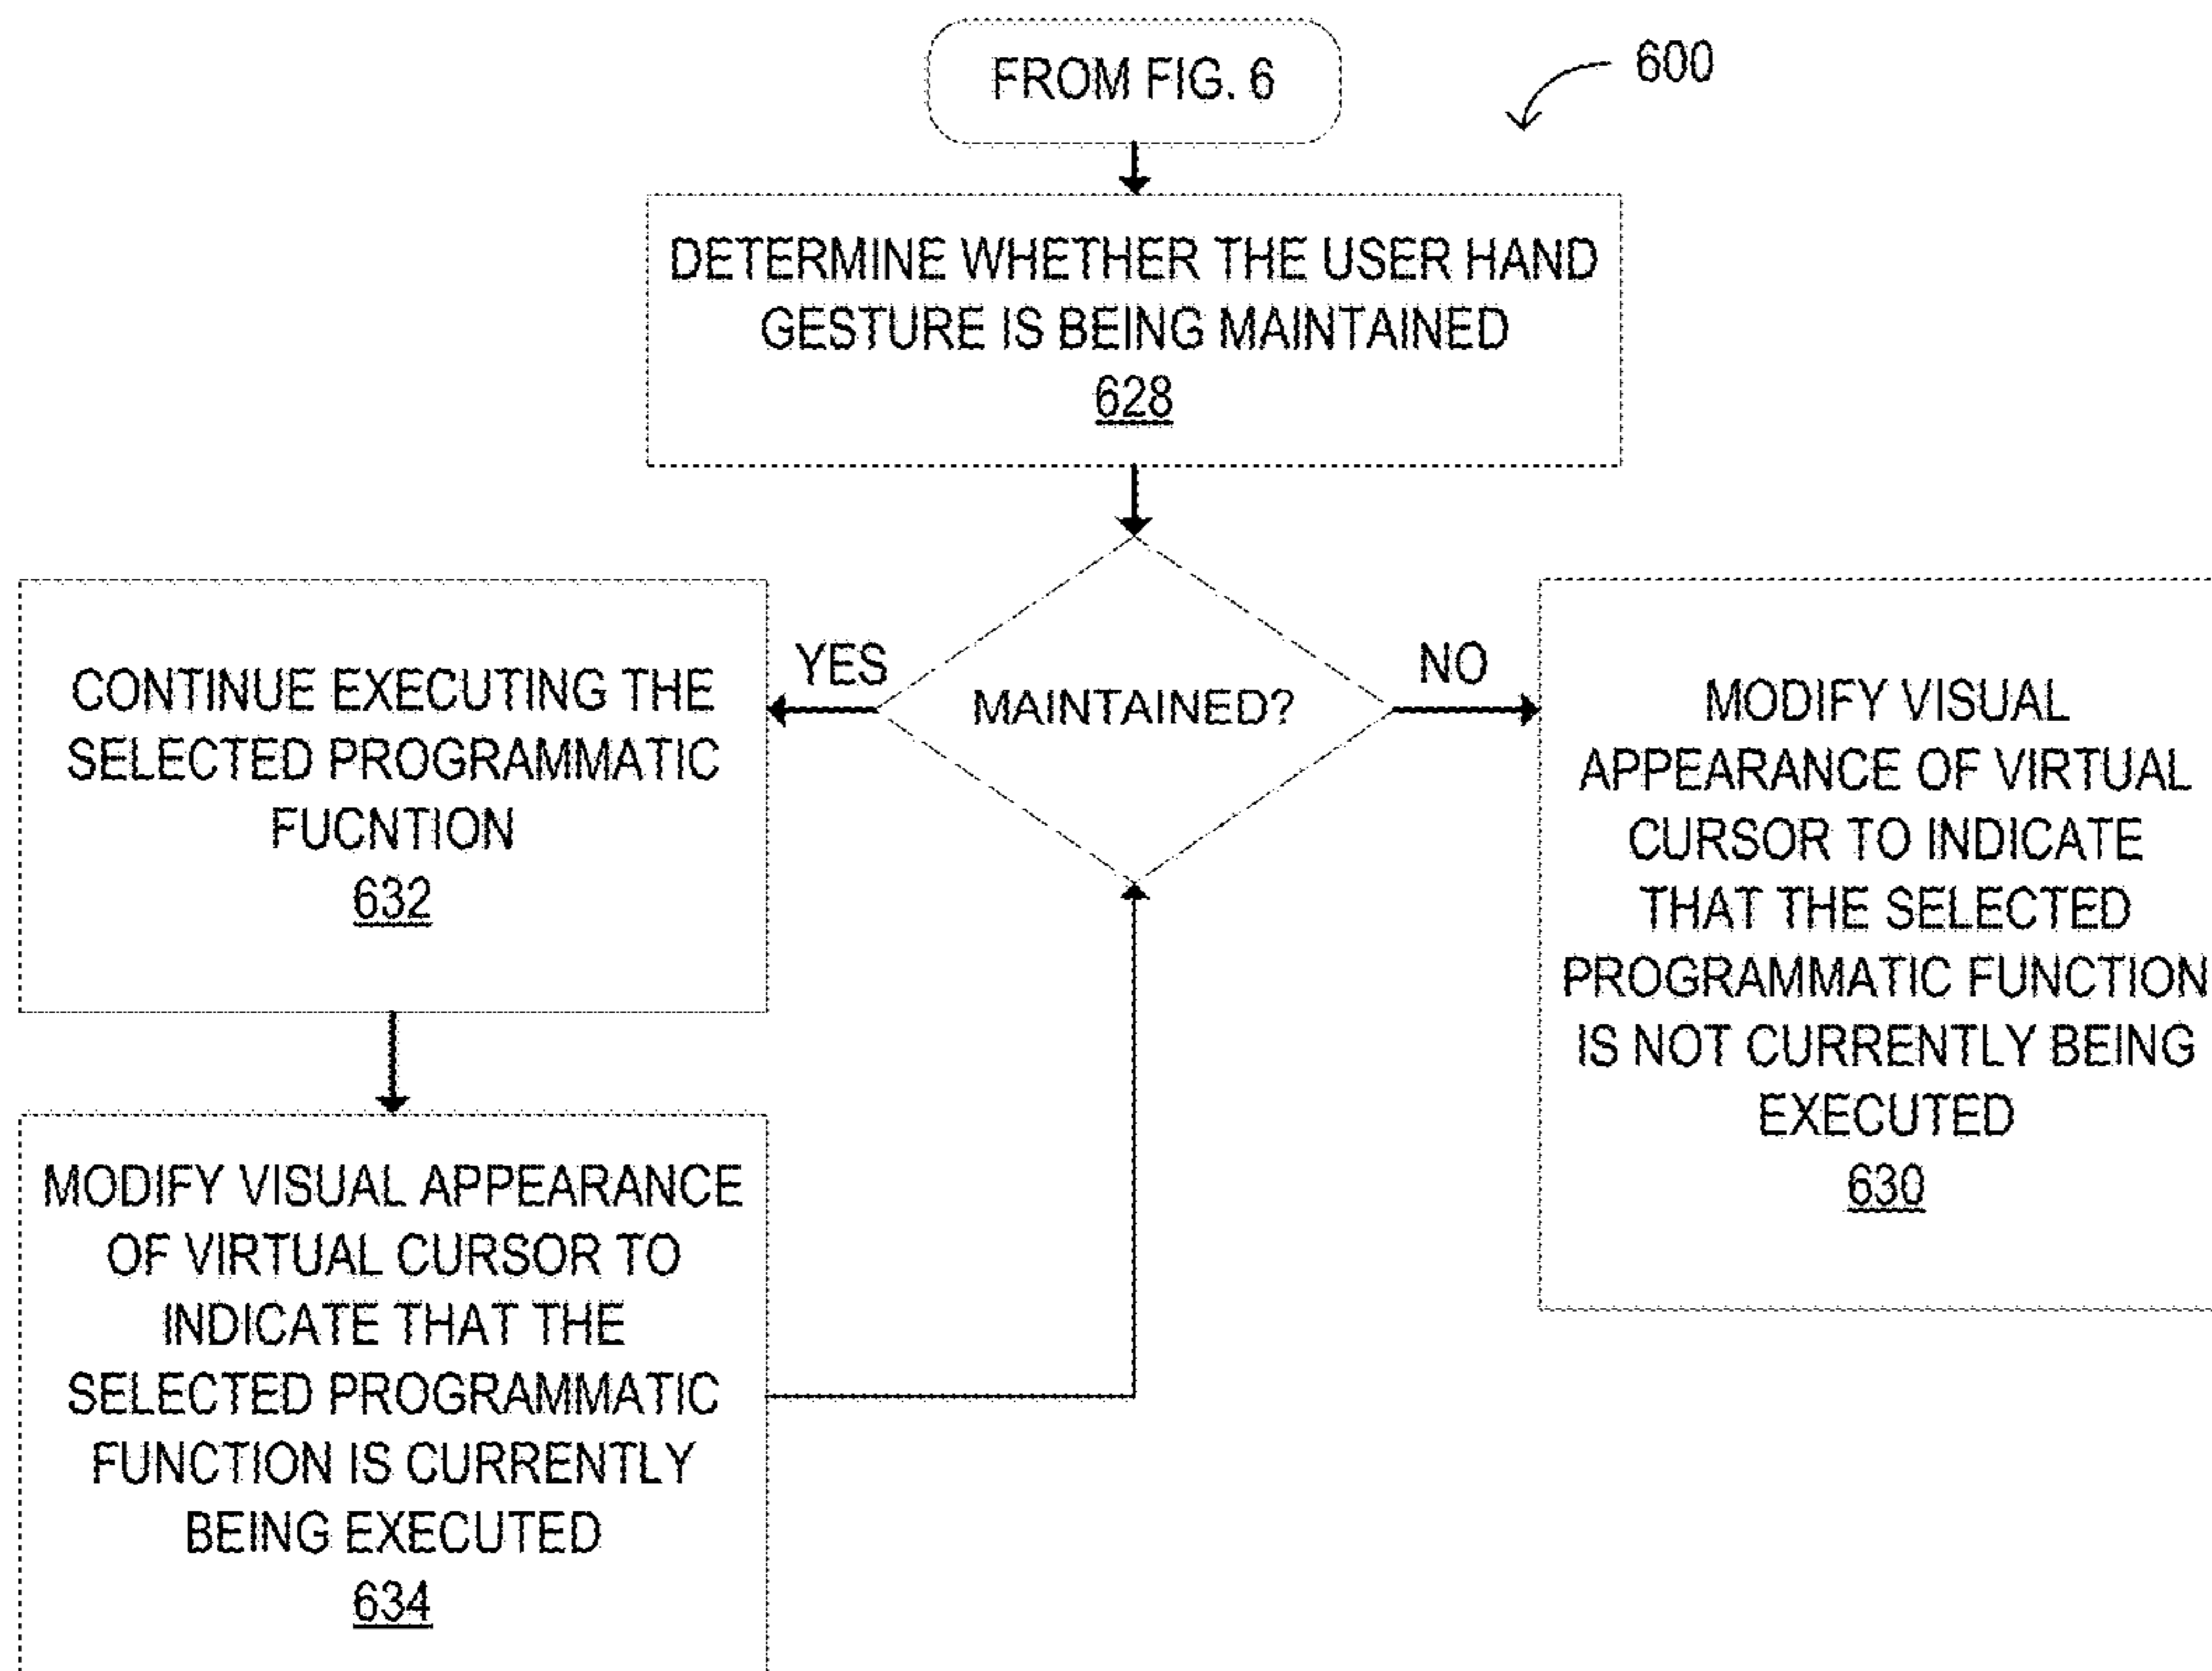 FROM FIG. 6
600
DETERMINE WHETHER THE USER HAND
GESTURE IS BEING MAINTAINED
628
MAINTAINED?
YES
NO
CONTINUE EXECUTING THE
SELECTED PROGRAMMATIC
FUCNTION
632
MODIFY VISUAL APPEARANCE
OF VIRTUAL CURSOR TO
INDICATE THAT THE
SELECTED PROGRAMMATIC
FUNCTION IS CURRENTLY
BEING EXECUTED
634
MODIFY VISUAL
APPEARANCE OF VIRTUAL
CURSOR TO INDICATE
THAT THE SELECTED
PROGRAMMATIC FUNCTION
IS NOT CURRENTLY BEING
EXECUTED
630